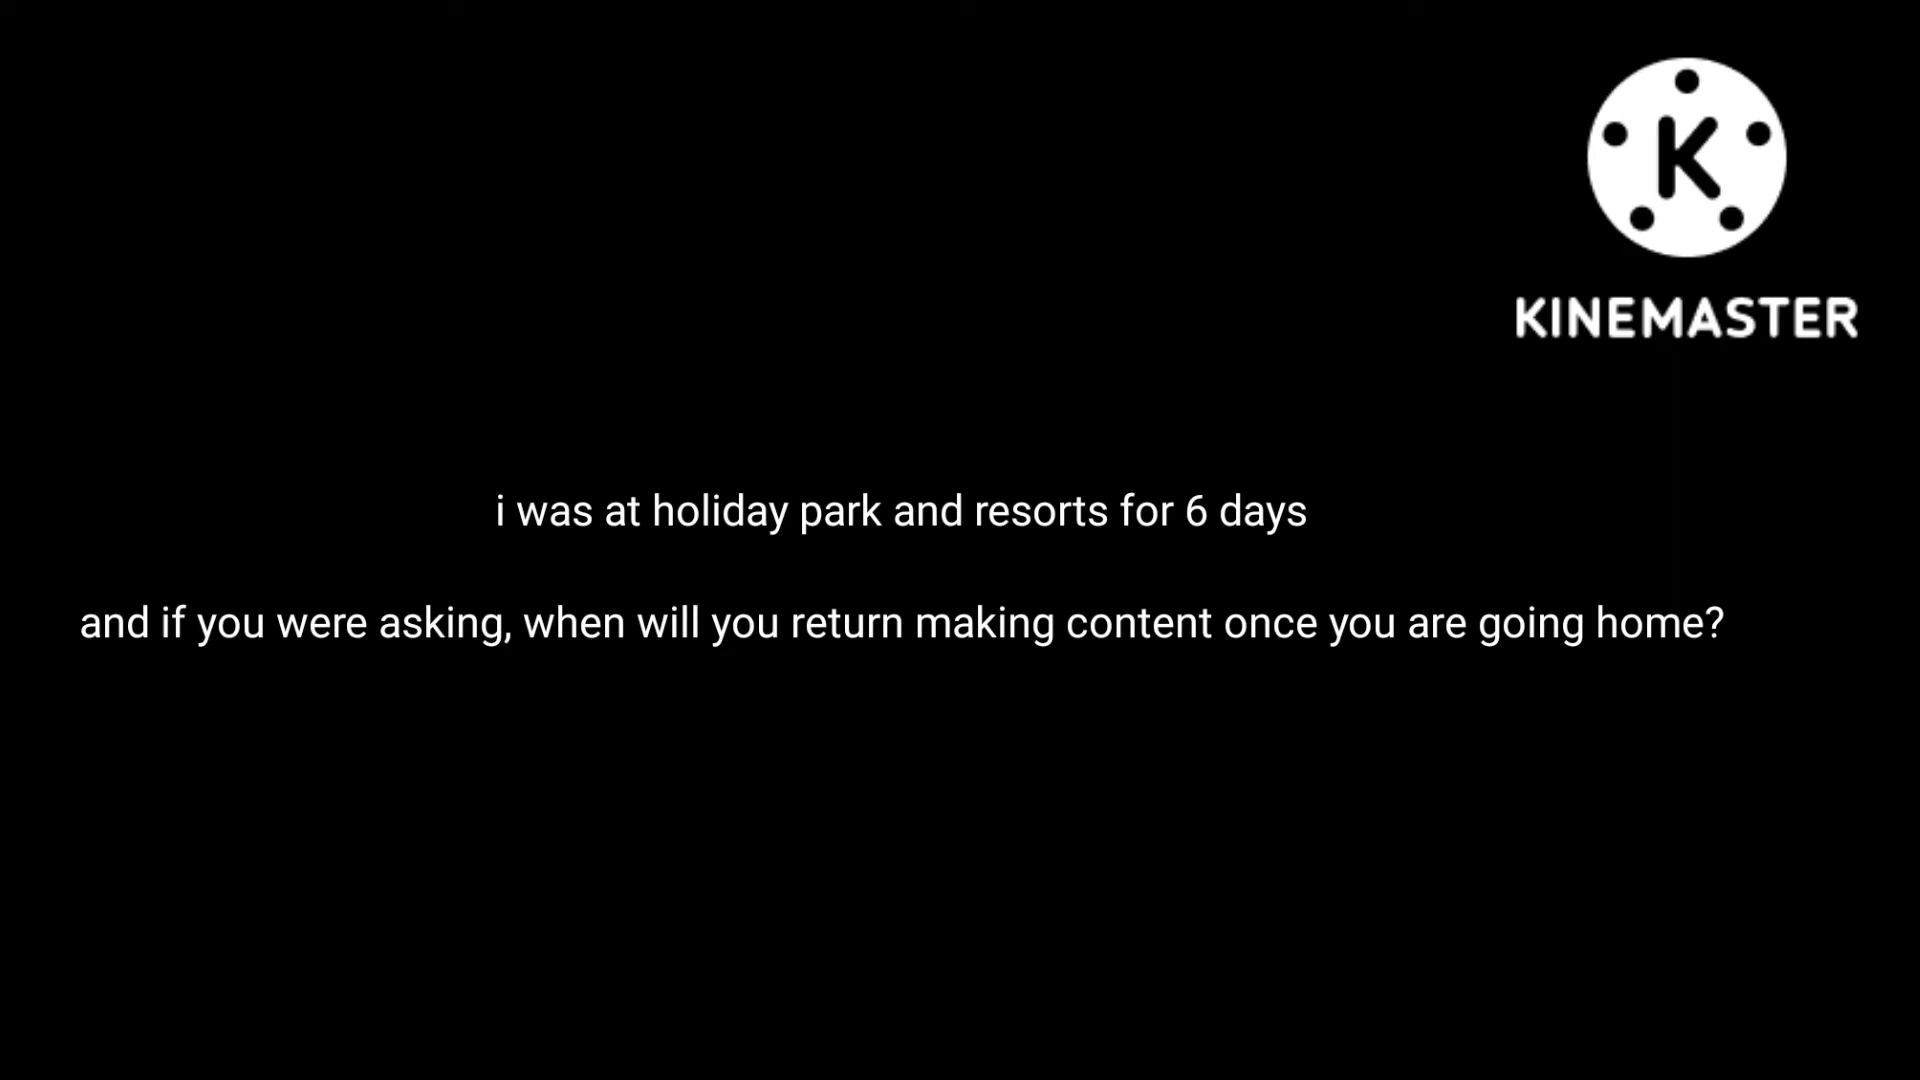 K
KINEMASTER
i was at holiday park and resorts for 6 days
and if you were asking, when will you return making content once you are going home?